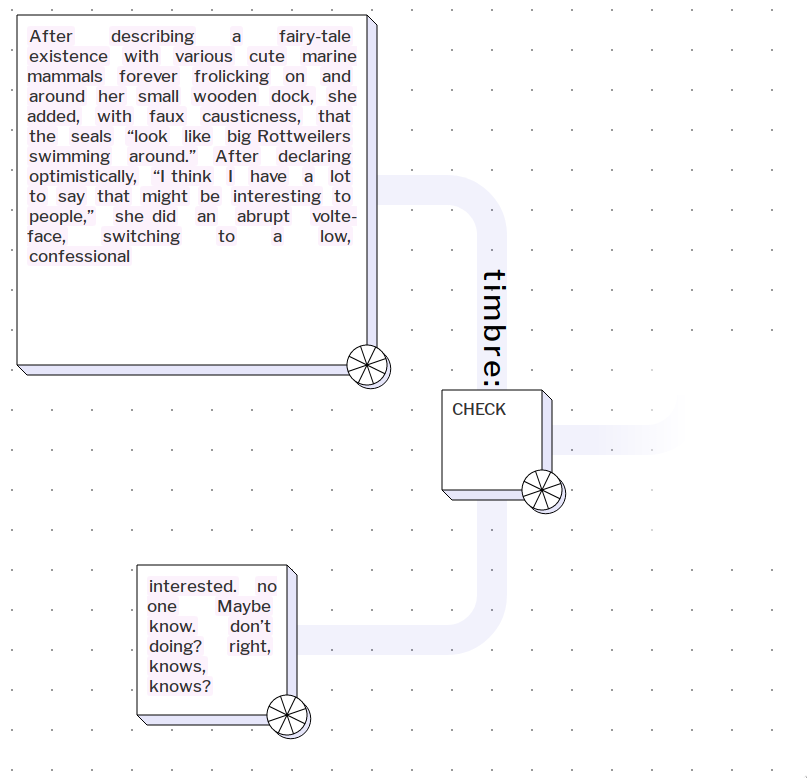 After describing a fairy-tale
existence with various cute marine
mammals forever frolicking on and
around her small wooden dock, she
added, with faux causticness, that
the seals “look like big Rottweilers
swimming around.” After declaring
optimistically, “I think I have a lot
to say that might be interesting to
people,” she did an abrupt volte-
face, switching to a low,
confessional
timbre:
CHECK
interested. no
one Maybe
know. don’t
doing? right,
knows,
knows?